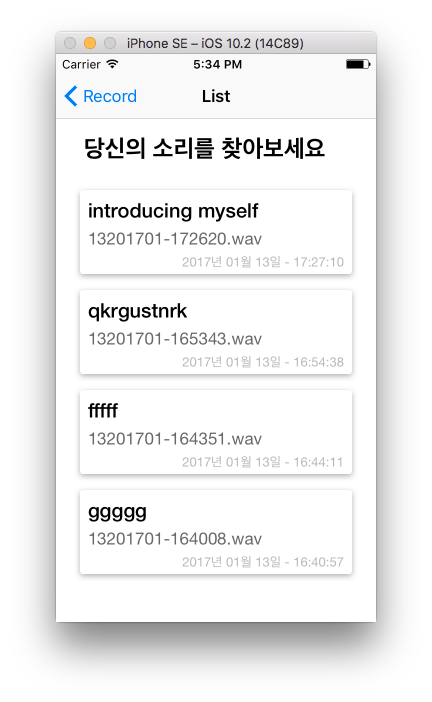 iPhone SE – iOS 10.2 (14C89)
Carrier 5:34 PM
Record List
당신의 소리를 찾아보세요
introducing myself
13201701-172620.wav
2017년 01월 13일 - 17:27:10
qkrgustnrk
13201701-165343.wav
2017년 01월 13일 - 16:54:38
fffff
13201701-164351.wav
2017년 01월 13일 - 16:44:11
ggggg
13201701-164008.wav
2017년 01월 13일 - 16:40:57